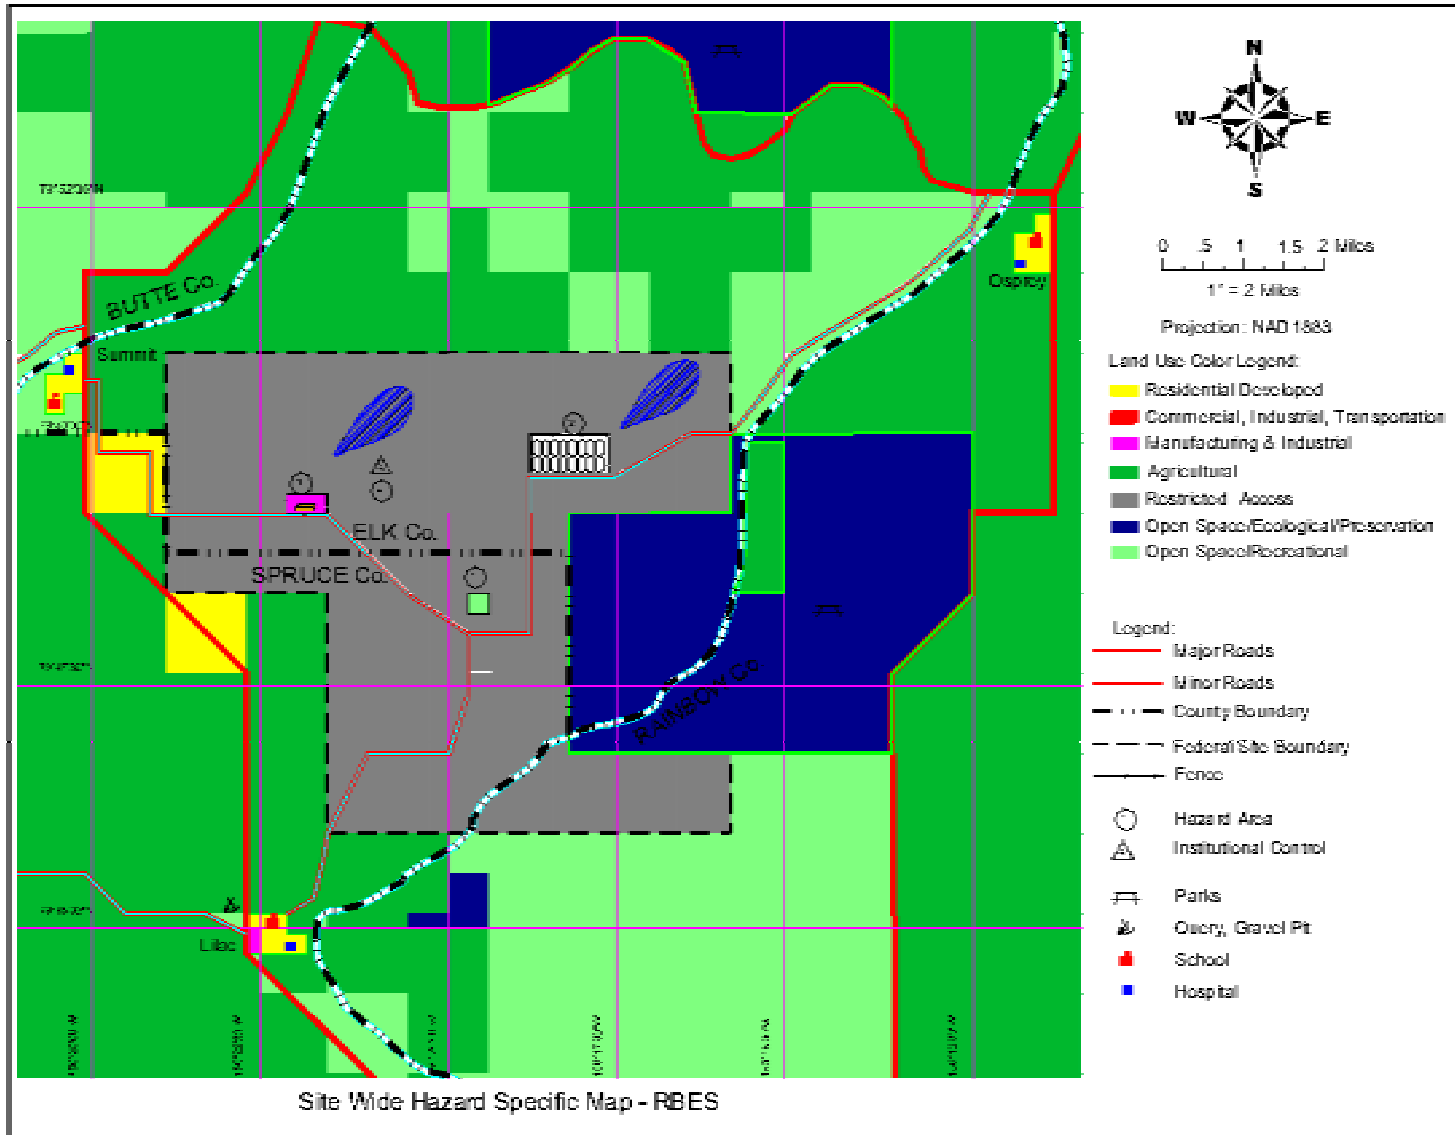 N
W E
S
0 .5 1 1.5 2 Miles
1" = 2 Miles
Projection: NAD 1983
Land Use Color Legend:
Residential Developed
Commercial, Industrial, Transportation
Manufacturing & Industrial
Agricultural
Restricted Access
Open Space/Ecological/Preservation
Open Space/Recreational
Legend:
Major Roads
Minor Roads
County Boundary
Federal Site Boundary
Fence
Hazard Area
Institutional Control
Parks
Query, Gravel Pit
School
Hospital
BUTTE Co.
Summit
Osprey
ELK Co.
SPRUCE Co.
RAINBOW Co
Lilac
Site Wide Hazard Specific Map - RBES